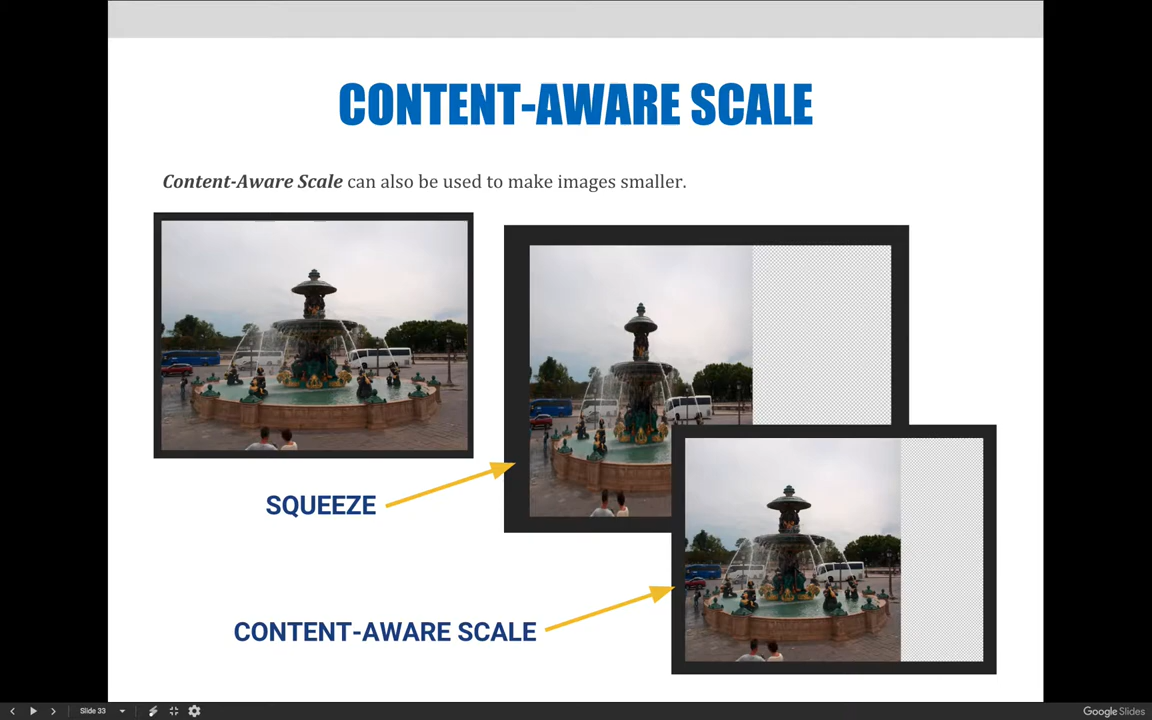 CONTENT-AWARE SCALE
Content-Aware Scale can also be used to make images smaller.
SQUEEZE
CONTENT-AWARE SCALE
Slide 33
Google Slides